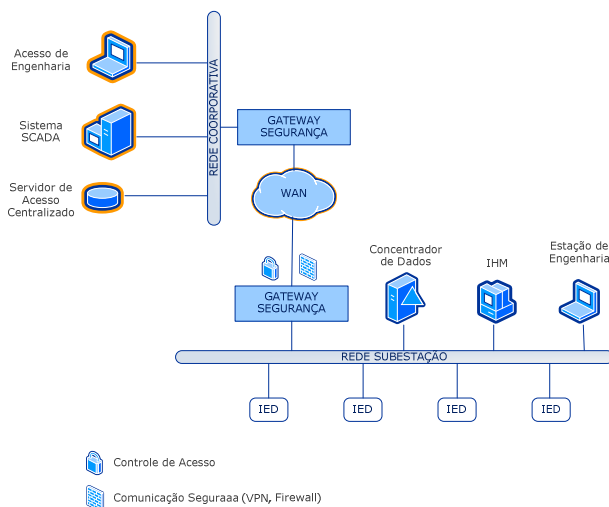 Acesso de
Engenharia
Sistema
SCADA
Servidor de
Acesso
Centralizado
REDE COORPORATIVA
GATEWAY
SEGURANÇA
WAN
Concentrador
de Dados
IHM
Estação de
Engenharia
GATEWAY
SEGURANÇA
REDE SUBESTAÇÃO
IED
IED
IED
IED
Controle de Acesso
Comunicação Seguraaa (VPN, Firewall)